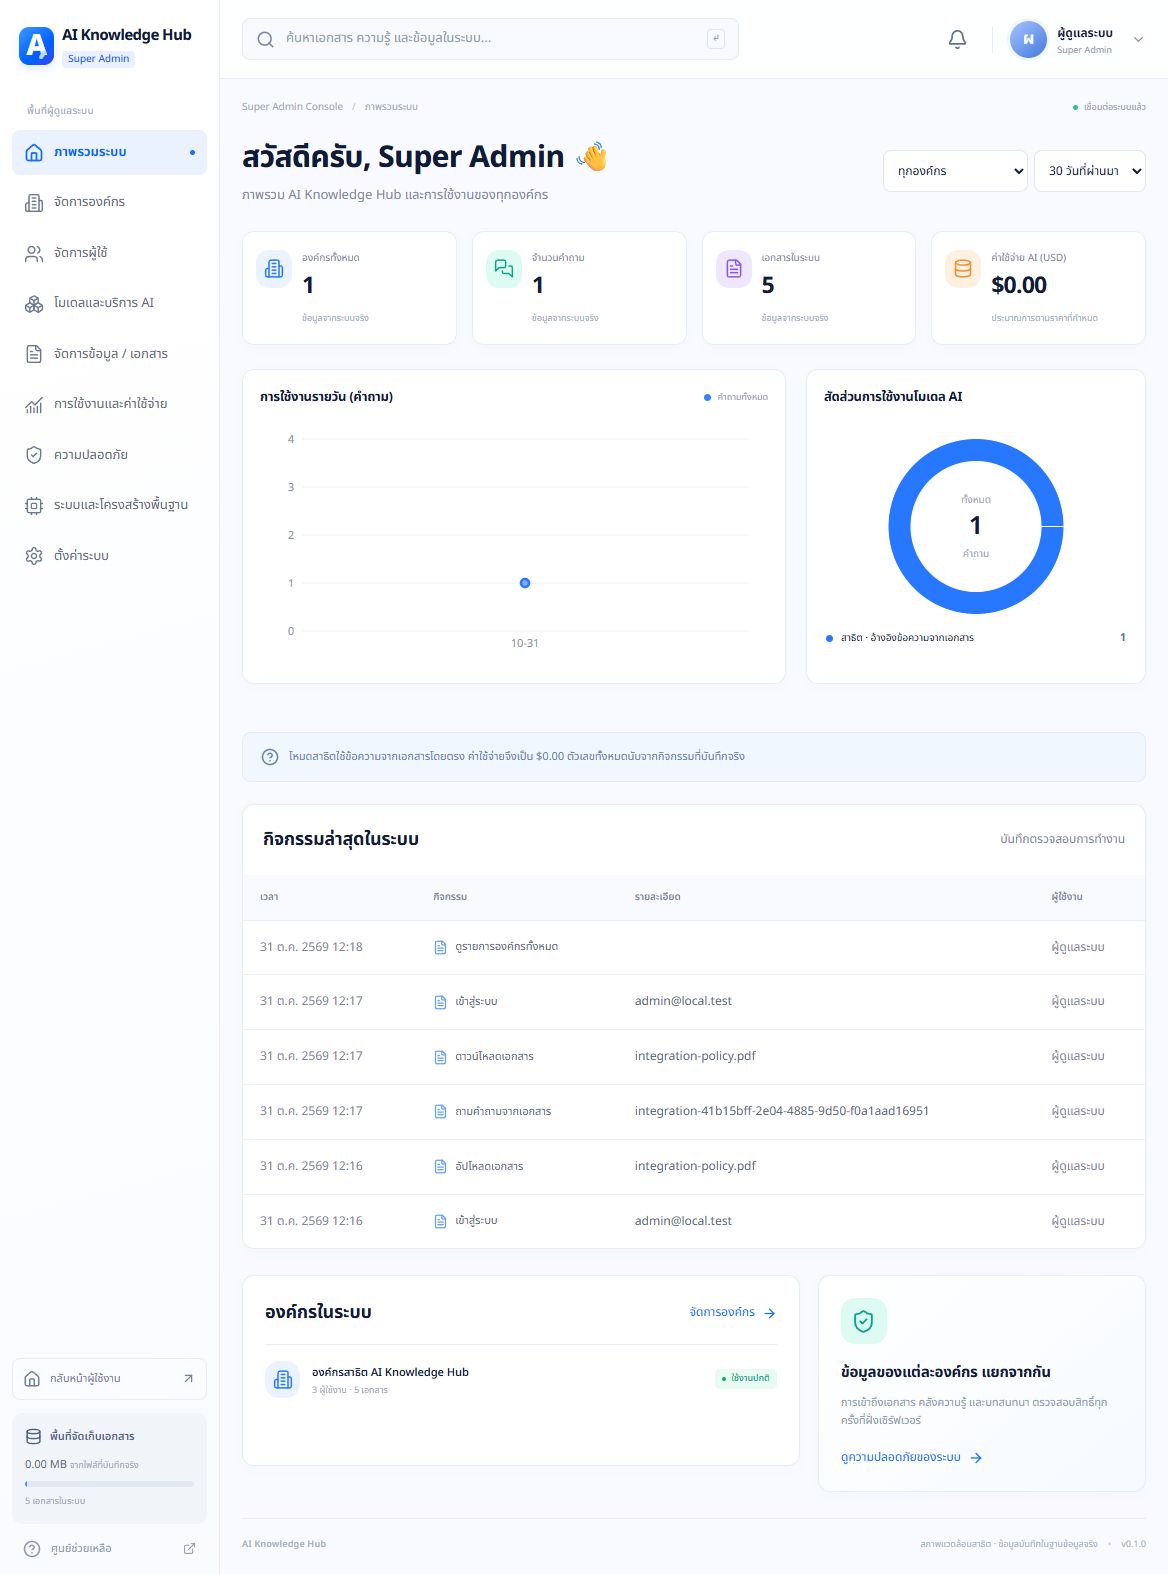 AI Knowledge Hub
Super Admin
พื้นที่ผู้ดูแลระบบ
ภาพรวมระบบ
จัดการองค์กร
จัดการผู้ใช้
โมเดลและบริการ AI
จัดการข้อมูล / เอกสาร
การใช้งานและค่าใช้จ่าย
ความปลอดภัย
ระบบและโครงสร้างพื้นฐาน
ตั้งค่าระบบ
กลับหน้าผู้ใช้งาน
พื้นที่จัดเก็บเอกสาร
0.00 MB จากไฟล์ที่บันทึกจริง
5 เอกสารในระบบ
ศูนย์ช่วยเหลือ
ค้นหาเอกสาร ความรู้ และข้อมูลในระบบ...
ผ
ผู้ดูแลระบบ
Super Admin
Super Admin Console / ภาพรวมระบบ
เชื่อมต่อระบบแล้ว
สวัสดีครับ, Super Admin 👋
ภาพรวม AI Knowledge Hub และการใช้งานของทุกองค์กร
ทุกองค์กร
30 วันที่ผ่านมา
องค์กรทั้งหมด
1
ข้อมูลจากระบบจริง
จำนวนคำถาม
1
ข้อมูลจากระบบจริง
เอกสารในระบบ
5
ข้อมูลจากระบบจริง
ค่าใช้จ่าย AI (USD)
$0.00
ประมาณการตามราคาที่กำหนด
การใช้งานรายวัน (คำถาม)
คำถามทั้งหมด
4
3
2
1
0
10-31
สัดส่วนการใช้งานโมเดล AI
ทั้งหมด
1
คำถาม
สาธิต · อ้างอิงข้อความจากเอกสาร 1
โหมดสาธิตใช้ข้อความจากเอกสารโดยตรง ค่าใช้จ่ายจึงเป็น $0.00 ตัวเลขทั้งหมดนับจากกิจกรรมที่บันทึกจริง
กิจกรรมล่าสุดในระบบ
บันทึกตรวจสอบการทำงาน
เวลา กิจกรรม รายละเอียด ผู้ใช้งาน
31 ต.ค. 2569 12:18 ดูรายการองค์กรทั้งหมด ผู้ดูแลระบบ
31 ต.ค. 2569 12:17 เข้าสู่ระบบ admin@local.test ผู้ดูแลระบบ
31 ต.ค. 2569 12:17 ดาวน์โหลดเอกสาร integration-policy.pdf ผู้ดูแลระบบ
31 ต.ค. 2569 12:17 ถามคำถามจากเอกสาร integration-41b15bff-2e04-4885-9d50-f0a1aad16951 ผู้ดูแลระบบ
31 ต.ค. 2569 12:16 อัปโหลดเอกสาร integration-policy.pdf ผู้ดูแลระบบ
31 ต.ค. 2569 12:16 เข้าสู่ระบบ admin@local.test ผู้ดูแลระบบ
องค์กรในระบบ
จัดการองค์กร
องค์กรสาธิต AI Knowledge Hub
3 ผู้ใช้งาน · 5 เอกสาร
ใช้งานปกติ
ข้อมูลของแต่ละองค์กร แยกจากกัน
การเข้าถึงเอกสาร คลังความรู้ และบทสนทนา ตรวจสอบสิทธิ์ทุก
ครั้งที่ฝั่งเซิร์ฟเวอร์
ดูความปลอดภัยของระบบ
AI Knowledge Hub
สภาพแวดล้อมสาธิต · ข้อมูลบันทึกในฐานข้อมูลจริง • v0.1.0